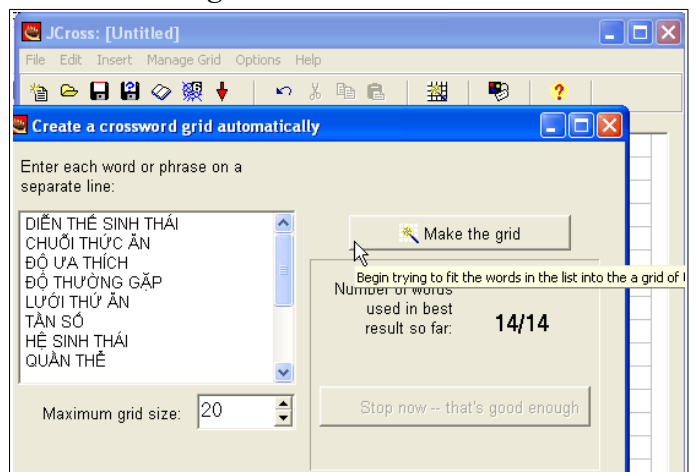 JCross: [Untitled]
File Edit Insert Manage Grid Options Help
Create a crossword grid automatically
Enter each word or phrase on a
separate line:
DIỄN THẾ SINH THÁI
CHUỖI THỨC ĂN
ĐỘ ƯA THÍCH
ĐỘ THƯỜNG GẶP
LƯỚI THỨ ĂN
TẦN SỐ
HỆ SINH THÁI
QUẦN THỂ
Maximum grid size: 20
Make the grid
Begin trying to fit the words in the list into the a grid of
Number of words
used in best
result so far:
14/14
Stop now -- that's good enough